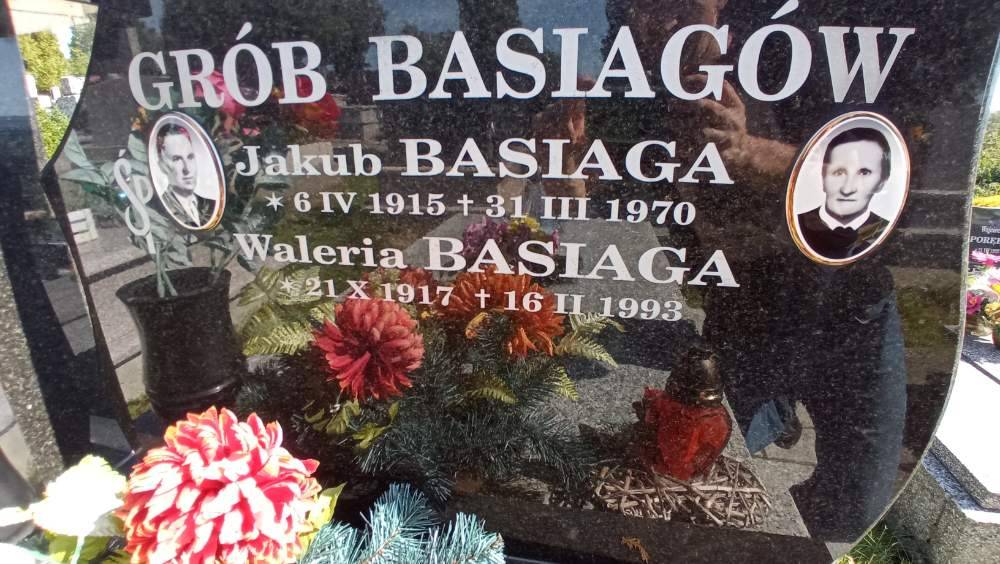 GRÓB BASIAGÓW
Ś P
Jakub BASIAGA
* 6 IV 1915 † 31 III 1970
Waleria BASIAGA
* 21 X 1917 † 16 II 1993